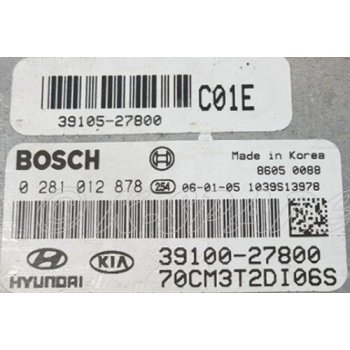 C01E
39105-27800
BOSCH
Made in Korea
8605 0088
0 281 012 878 254 06-01-05 1039S13978
HYUNDAI KIA
39100-27800
70CM3T2DI06S